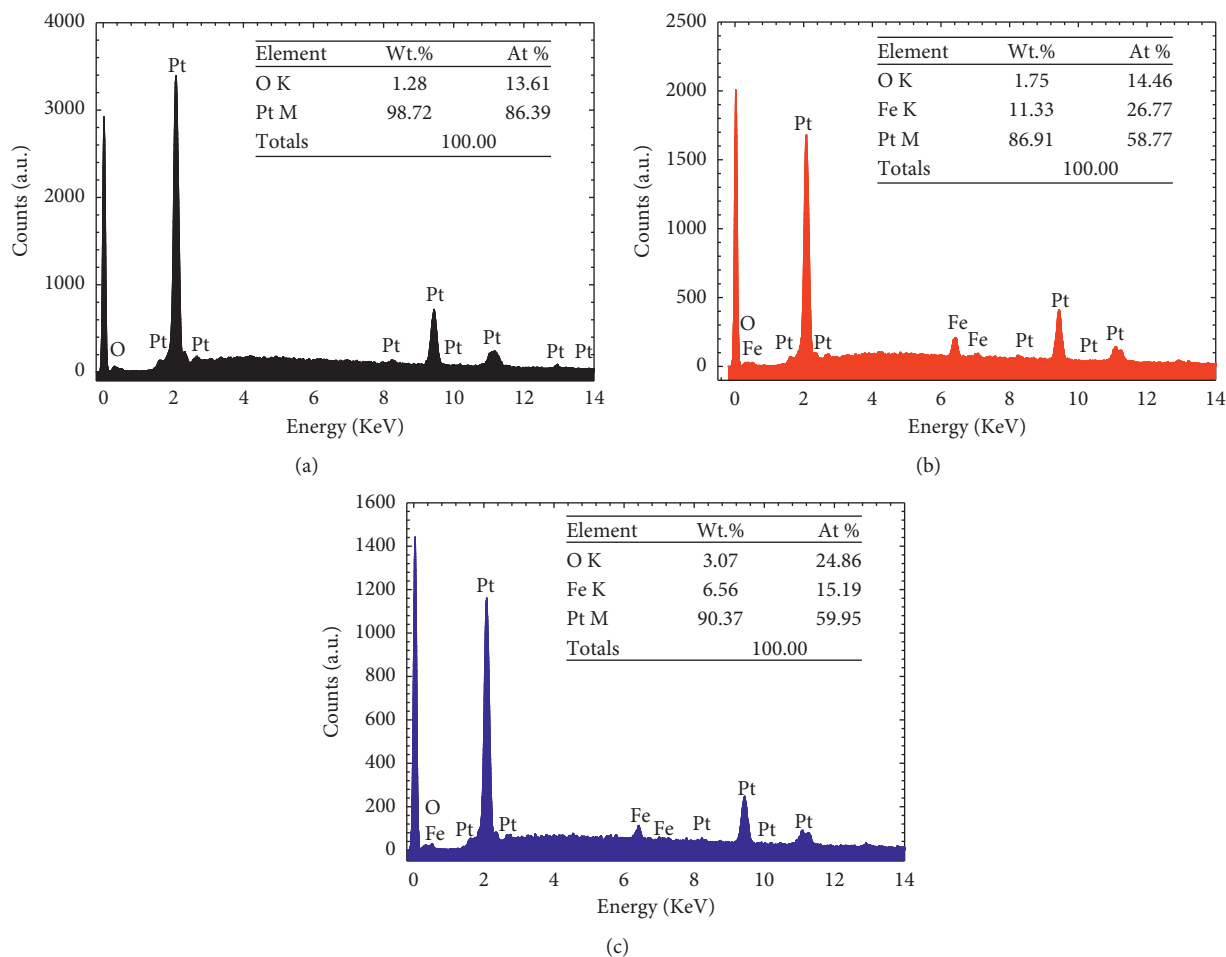 4000
3000
2000
1000
0
Counts (a.u.)
Element Wt.% At %
O K 1.28 13.61
Pt M 98.72 86.39
Totals 100.00
Pt
O
Pt
Pt
Pt
Pt
Pt
Pt
Pt
Pt
0 2 4 6 8 10 12 14
Energy (KeV)
(a)
2500
2000
1500
1000
500
0
Counts (a.u.)
Element Wt.% At %
O K 1.75 14.46
Fe K 11.33 26.77
Pt M 86.91 58.77
Totals 100.00
Pt
O
Fe
Pt
Pt
Fe
Fe
Pt
Pt
Pt
Pt
0 2 4 6 8 10 12 14
Energy (KeV)
(b)
1600
1400
1200
1000
800
600
400
200
0
Counts (a.u.)
Element Wt.% At %
O K 3.07 24.86
Fe K 6.56 15.19
Pt M 90.37 59.95
Totals 100.00
Pt
O
Fe
Pt
Pt
Fe
Fe
Pt
Pt
Pt
Pt
0 2 4 6 8 10 12 14
Energy (KeV)
(c)